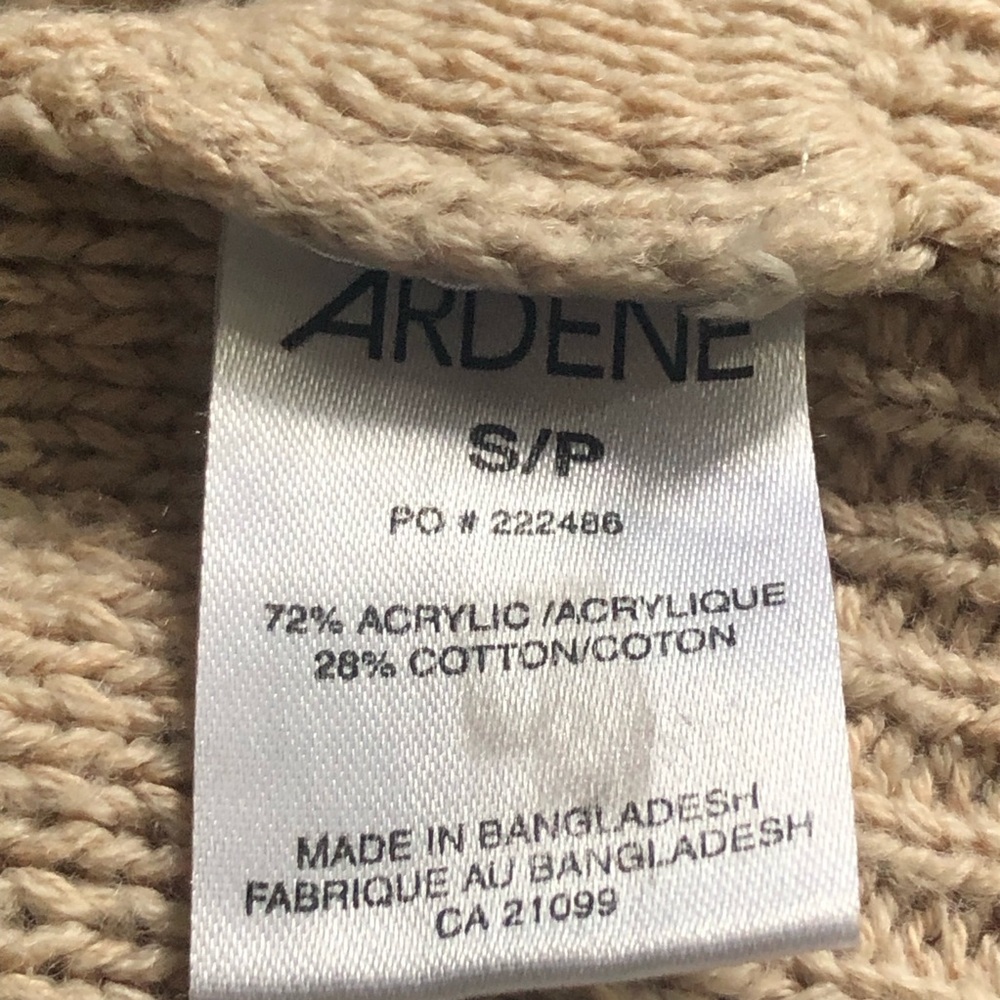 ARDENE
S/P
PO # 222486
72% ACRYLIC /ACRYLIQUE
28% COTTON/COTON
MADE IN BANGLADESH
FABRIQUE AU BANGLADESH
CA 21099